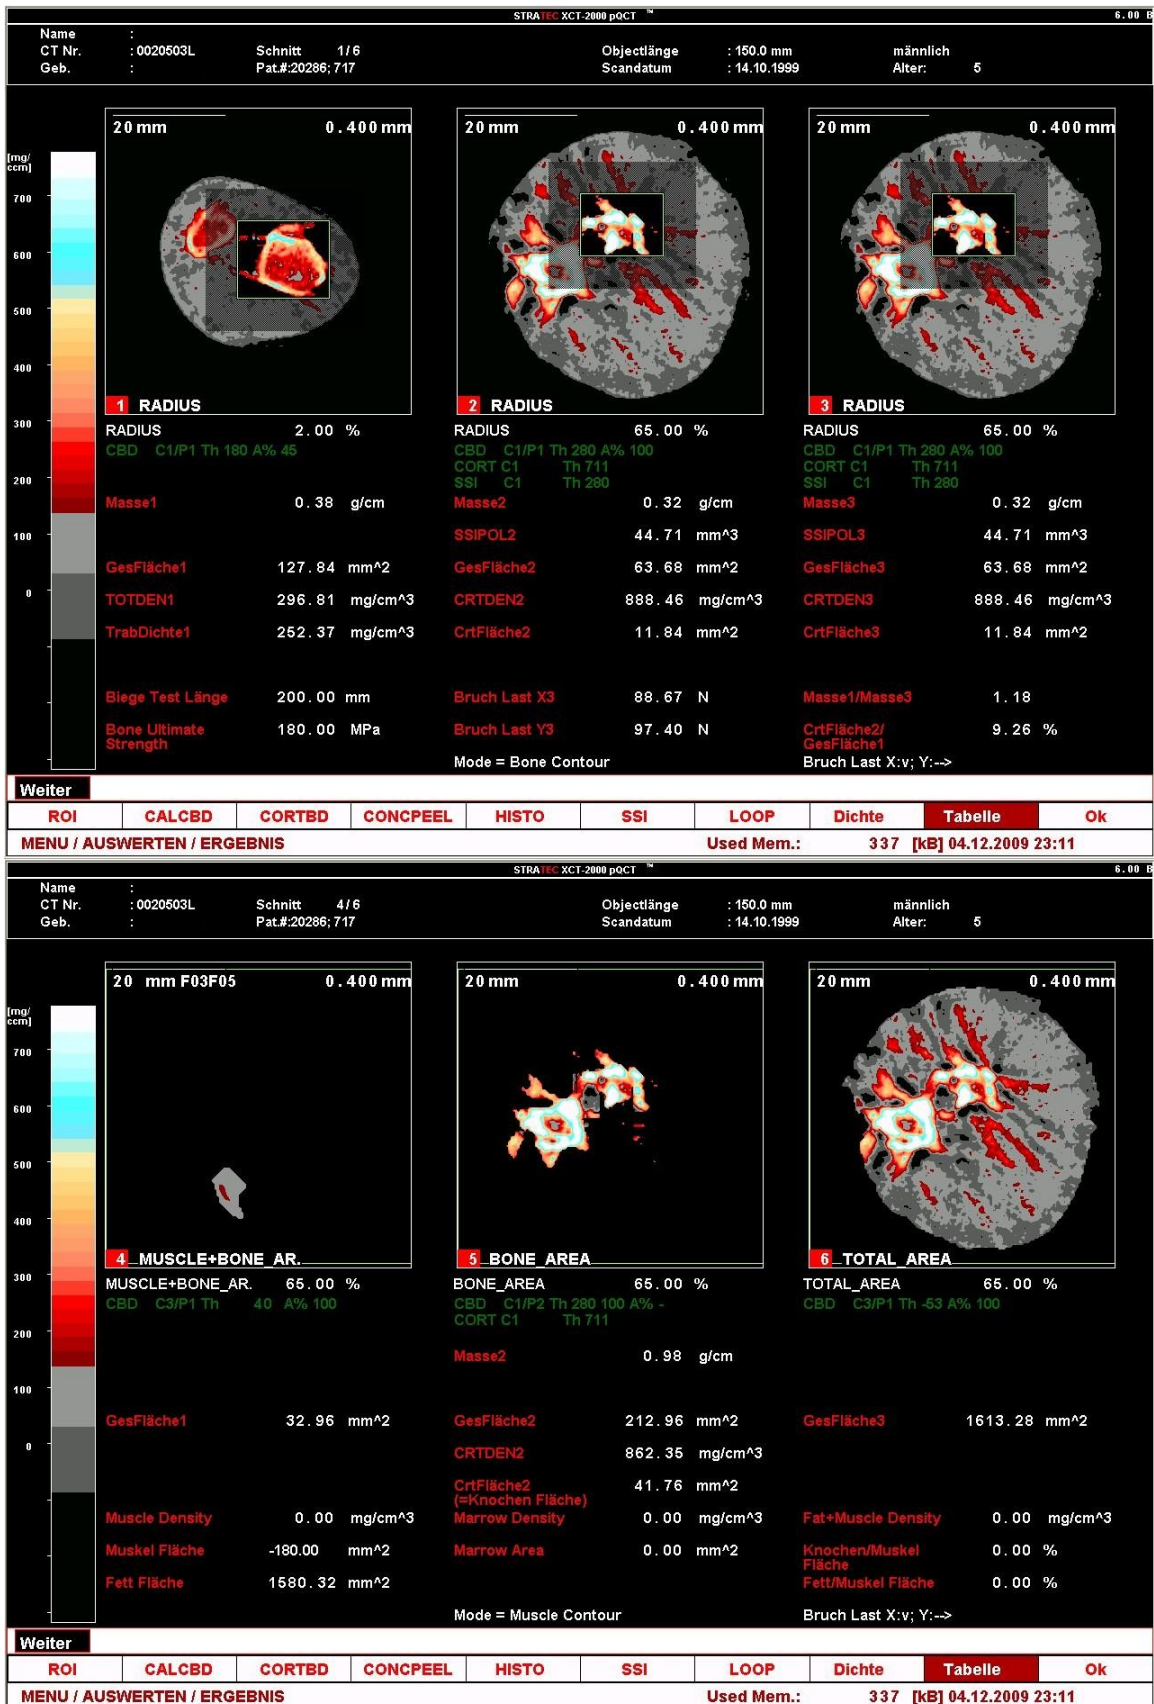 STRATEC XCT-2000 pQCT ™ 6.00 B
Name :
CT Nr. : 0020503L Schnitt 1/ 6 Objectlänge : 150.0 mm männlich
Geb. : Pat.#:20286; 717 Scandatum : 14.10.1999 Alter: 5
20 mm 0.400 mm 20 mm 0.400 mm 20 mm 0.400 mm
[mg/
ccm]
700
600
500
400
300
200
100
0
1 RADIUS 2 RADIUS 3 RADIUS
RADIUS 2.00 % RADIUS 65.00 % RADIUS 65.00 %
CBD C1/P1 Th 180 A% 45 CBD C1/P1 Th 280 A% 100 CBD C1/P1 Th 280 A% 100
CORT C1 Th 711 CORT C1 Th 711
SSI C1 Th 280 SSI C1 Th 280
Masse1 0.38 g/cm Masse2 0.32 g/cm Masse3 0.32 g/cm
SSIPOL2 44.71 mm^3 SSIPOL3 44.71 mm^3
GesFläche1 127.84 mm^2 GesFläche2 63.68 mm^2 GesFläche3 63.68 mm^2
TOTDEN1 296.81 mg/cm^3 CRTDEN2 888.46 mg/cm^3 CRTDEN3 888.46 mg/cm^3
TrabDichte1 252.37 mg/cm^3 CrtFläche2 11.84 mm^2 CrtFläche3 11.84 mm^2
Biege Test Länge 200.00 mm Bruch Last X3 88.67 N Masse1/Masse3 1.18
Bone Ultimate 180.00 MPa Bruch Last Y3 97.40 N CrtFläche2/ 9.26 %
Strength GesFläche1
Mode = Bone Contour Bruch Last X:v; Y:-->
Weiter
ROI CALCBD CORTBD CONCPEEL HISTO SSI LOOP Dichte Tabelle Ok
MENU / AUSWERTEN / ERGEBNIS Used Mem.: 337 [kB] 04.12.2009 23:11
STRATEC XCT-2000 pQCT ™ 6.00 B
Name :
CT Nr. : 0020503L Schnitt 4/ 6 Objectlänge : 150.0 mm männlich
Geb. : Pat.#:20286; 717 Scandatum : 14.10.1999 Alter: 5
20 mm F03F05 0.400 mm 20 mm 0.400 mm 20 mm 0.400 mm
[mg/
ccm]
700
600
500
400
300
200
100
0
4 MUSCLE+BONE_AR. 5 BONE_AREA 6 TOTAL_AREA
MUSCLE+BONE_AR. 65.00 % BONE_AREA 65.00 % TOTAL_AREA 65.00 %
CBD C3/P1 Th 40 A% 100 CBD C1/P2 Th 280 100 A% - CBD C3/P1 Th -53 A% 100
CORT C1 Th 711
Masse2 0.98 g/cm
GesFläche1 32.96 mm^2 GesFläche2 212.96 mm^2 GesFläche3 1613.28 mm^2
CRTDEN2 862.35 mg/cm^3
CrtFläche2 41.76 mm^2
(=Knochen Fläche)
Muscle Density 0.00 mg/cm^3 Marrow Density 0.00 mg/cm^3 Fat+Muscle Density 0.00 mg/cm^3
Muskel Fläche -180.00 mm^2 Marrow Area 0.00 mm^2 Knochen/Muskel 0.00 %
Fläche
Fett Fläche 1580.32 mm^2 Fett/Muskel Fläche 0.00 %
Mode = Muscle Contour Bruch Last X:v; Y:-->
Weiter
ROI CALCBD CORTBD CONCPEEL HISTO SSI LOOP Dichte Tabelle Ok
MENU / AUSWERTEN / ERGEBNIS Used Mem.: 337 [kB] 04.12.2009 23:11